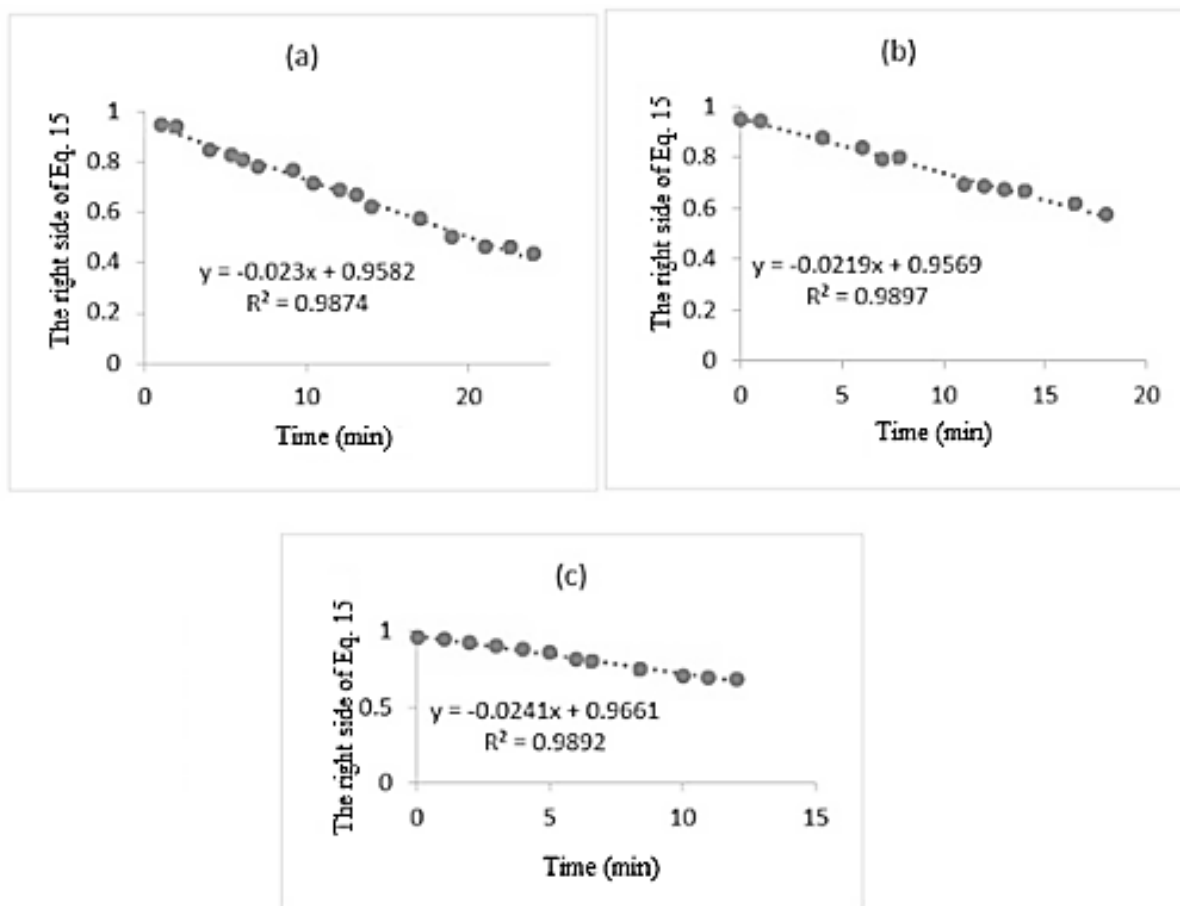 (a)
The right side of Eq. 15
1
0.8
0.6
0.4
0.2
0
y = -0.023x + 0.9582
R² = 0.9874
0 10 20
Time (min)
(b)
The right side of Eq. 15
1
0.8
0.6
0.4
0.2
0
y = -0.0219x + 0.9569
R² = 0.9897
0 5 10 15 20
Time (min)
(c)
The right side of Eq. 15
1
0.5
0
y = -0.0241x + 0.9661
R² = 0.9892
0 5 10 15
Time (min)